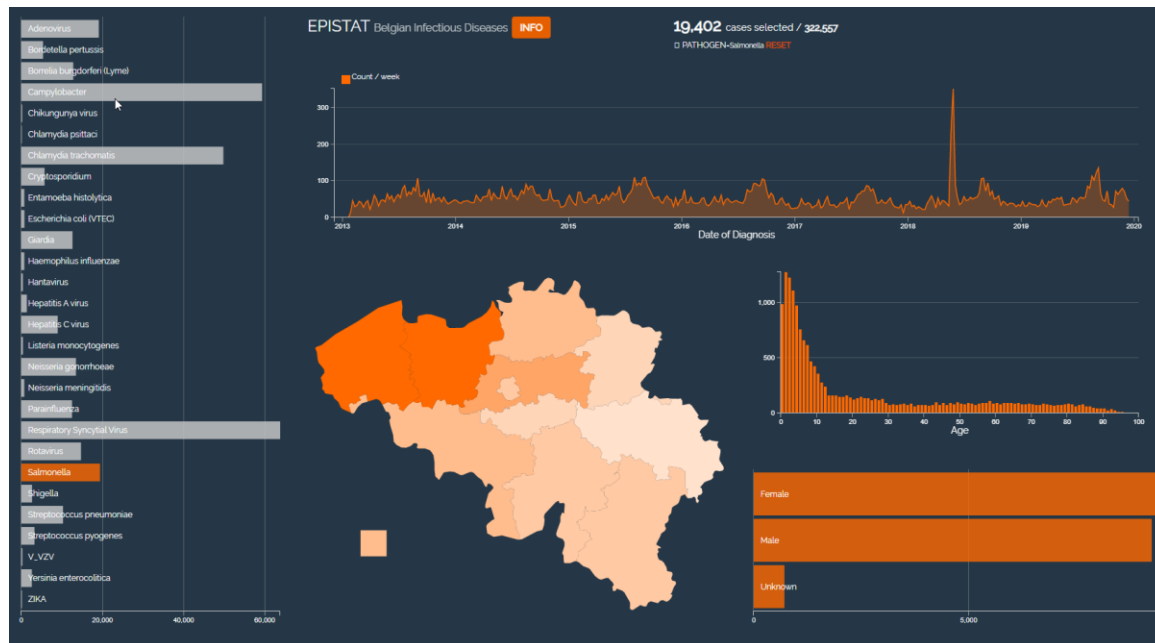 EPISTAT Belgian Infectious Diseases INFO
19,402 cases selected / 322,557
PATHOGEN=Salmonella RESET
Adenovirus
Bordetella pertussis
Borrelia burgdorferi (Lyme)
Campylobacter
Chikungunya virus
Chlamydia psittaci
Chlamydia trachomatis
Cryptosporidium
Entamoeba histolytica
Escherichia coli (VTEC)
Giardia
Haemophilus influenzae
Hantavirus
Hepatitis A virus
Hepatitis C virus
Listeria monocytogenes
Neisseria gonorrhoeae
Neisseria meningitidis
Parainfluenza
Respiratory Syncytial Virus
Rotavirus
Salmonella
Shigella
Streptococcus pneumoniae
Streptococcus pyogenes
V_VZV
Yersinia enterocolitica
ZIKA
0 20,000 40,000 60,000
Count / week
300
200
100
0
2013 2014 2015 2016 2017 2018 2019 2020
Date of Diagnosis
1,000
500
0
0 10 20 30 40 50 60 70 80 90 100
Age
Female
Male
Unknown
0 5,000